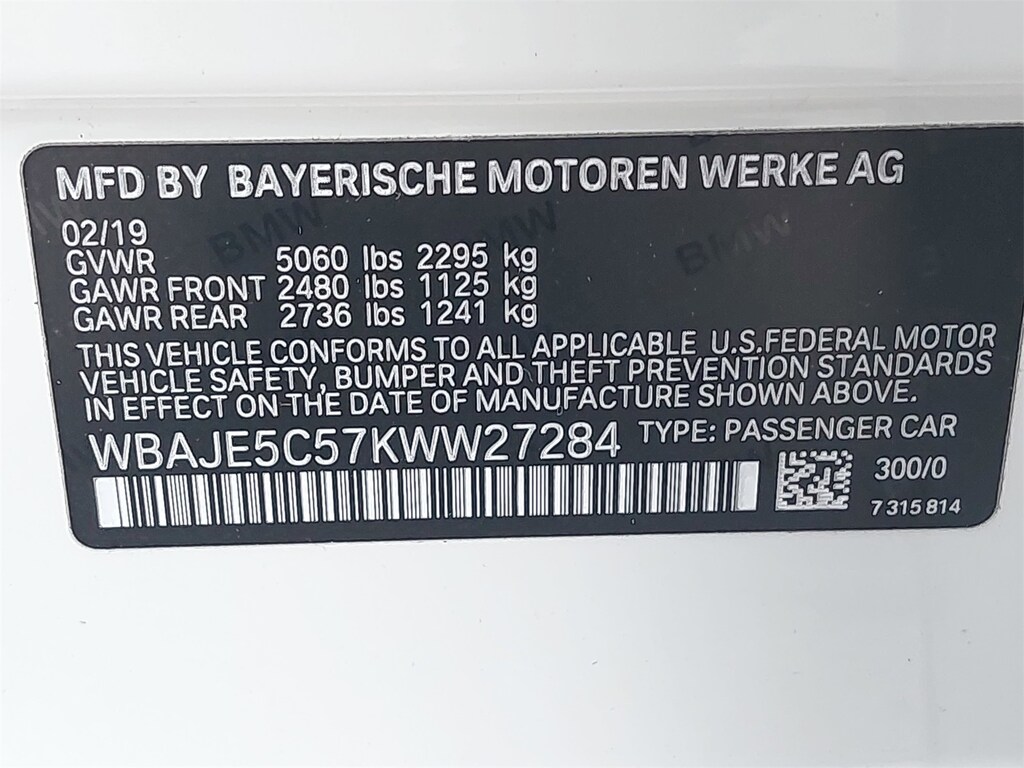 MFD BY BAYERISCHE MOTOREN WERKE AG
02/19
GVWR 5060 lbs 2295 kg
GAWR FRONT 2480 lbs 1125 kg
GAWR REAR 2736 lbs 1241 kg
THIS VEHICLE CONFORMS TO ALL APPLICABLE U.S.FEDERAL MOTOR
VEHICLE SAFETY, BUMPER AND THEFT PREVENTION STANDARDS
IN EFFECT ON THE DATE OF MANUFACTURE SHOWN ABOVE.
WBAJE5C57KWW27284 TYPE: PASSENGER CAR
300/0
7 315 814
BMW
BMW
BMW